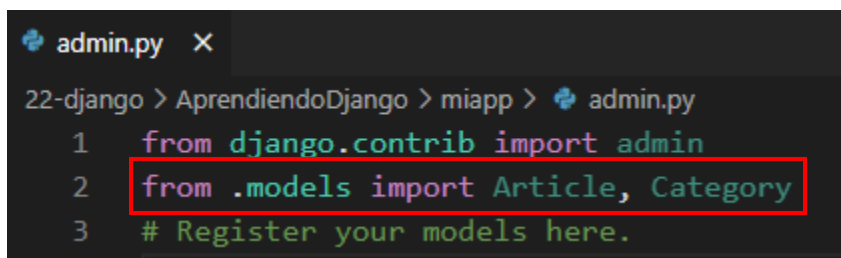 admin.py ×
22-django > AprendiendoDjango > miapp > admin.py
1 from django.contrib import admin
2 from .models import Article, Category
3 # Register your models here.